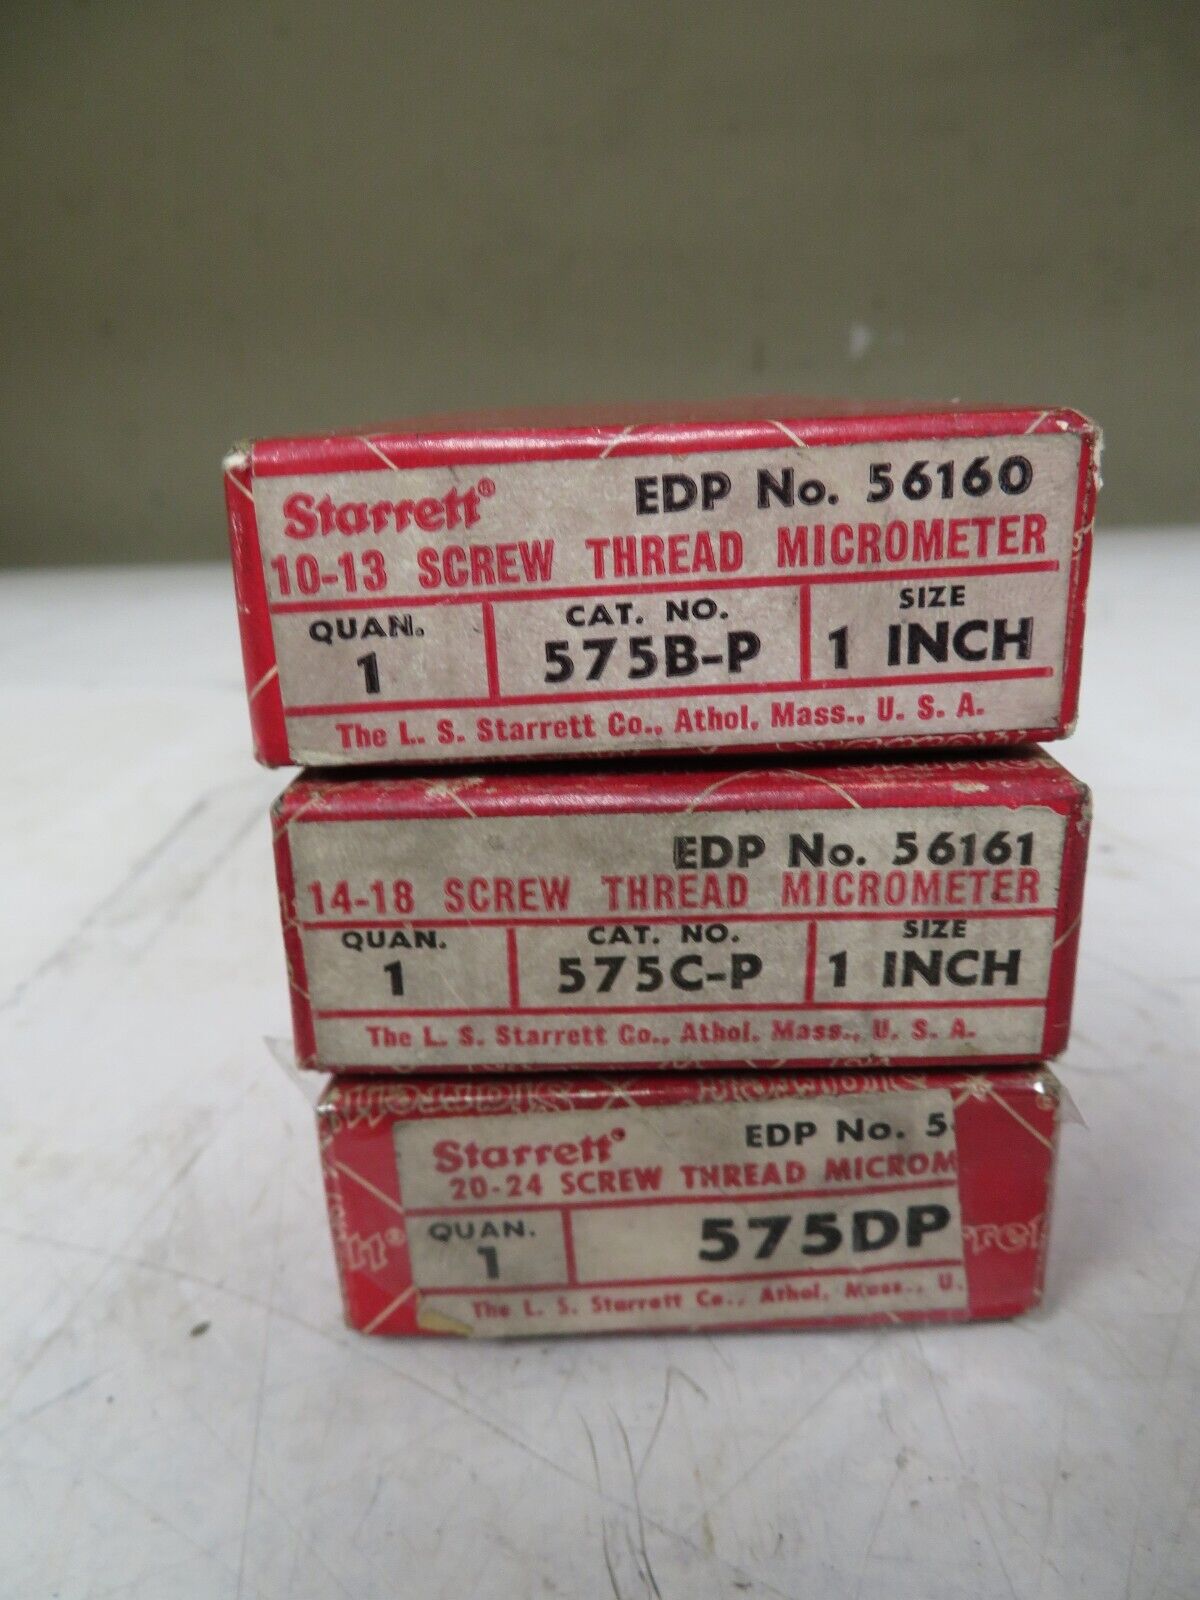 Starrett® EDP No. 56160
10-13 SCREW THREAD MICROMETER
QUAN. CAT. NO. SIZE
1 575B-P 1 INCH
The L. S. Starrett Co., Athol, Mass., U. S. A.
EDP No. 56161
14-18 SCREW THREAD MICROMETER
QUAN. CAT. NO. SIZE
1 575C-P 1 INCH
The L. S. Starrett Co., Athol, Mass., U. S. A.
Starrett® EDP No. 5
20-24 SCREW THREAD MICROM
QUAN.
1 575DP
The L. S. Starrett Co., Athol, Mass., U.